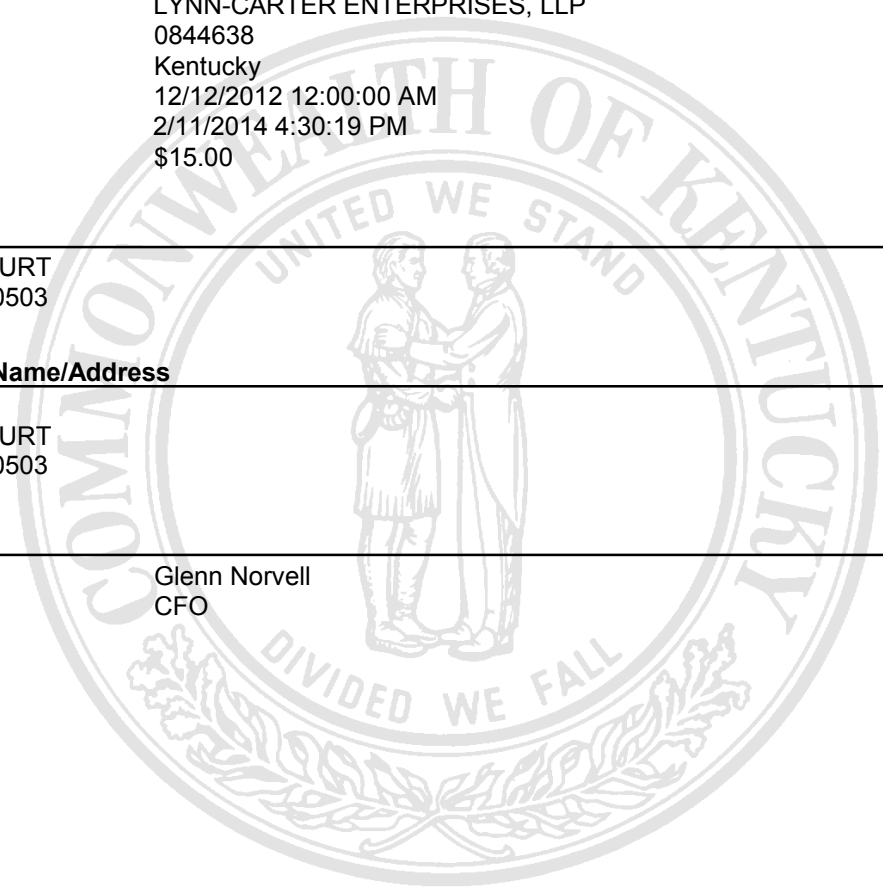 LYNN-CARTER ENTERPRISES, LLP
0844638
Kentucky
12/12/2012 12:00:00 AM
2/11/2014 4:30:19 PM
$15.00
URT
0503
Name/Address
URT
0503
Glenn Norvell
CFO
COMMONWEALTH OF KENTUCKY
UNITED WE STAND
DIVIDED WE FALL